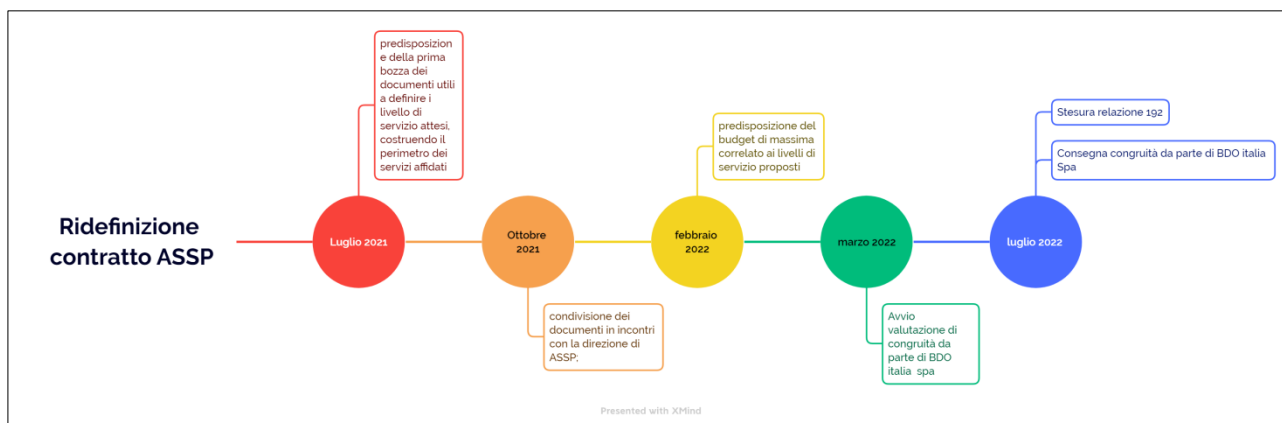 Ridefinizione
contratto ASSP
Luglio 2021
predisposizion
e della prima
bozza dei
documenti utili
a definire i
livello di
servizio attesi,
costruendo il
perimetro dei
servizi affidati
Ottobre
2021
condivisione dei
documenti in incontri
con la direzione di
ASSP;
febbraio
2022
predisposizione del
budget di massima
correlato ai livelli di
servizio proposti
marzo 2022
Avvio
valutazione di
congruità da
parte di BDO
italia spa
luglio 2022
Stesura relazione 192
Consegna congruità da parte di BDO italia
Spa
Presented with XMind